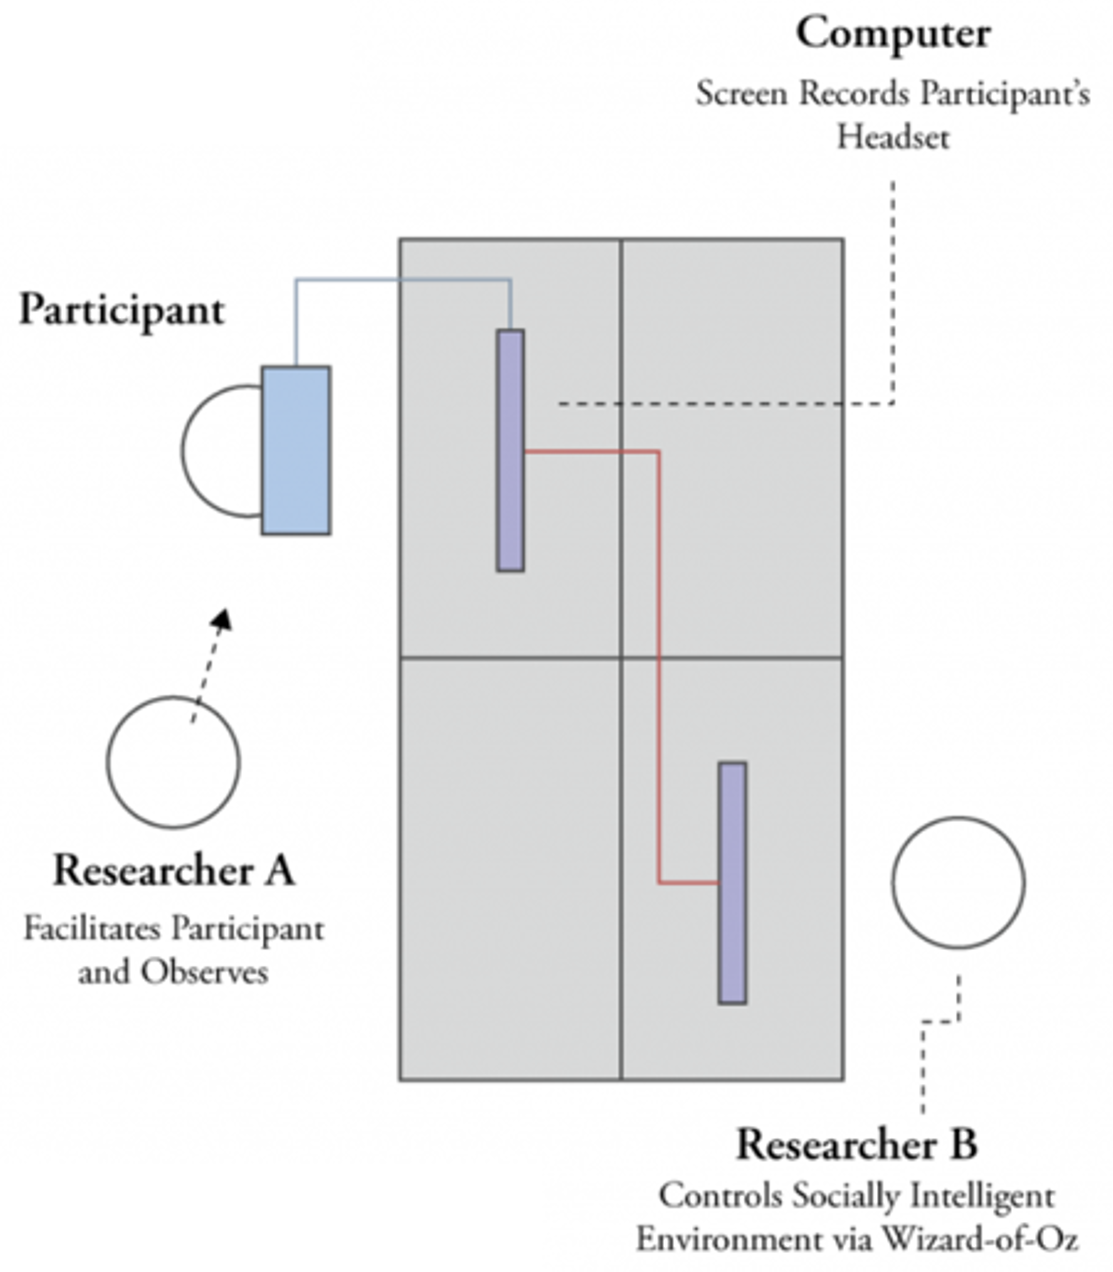 Computer
Screen Records Participant's
Headset
Participant
Researcher A
Facilitates Participant
and Observes
Researcher B
Controls Socially Intelligent
Environment via Wizard-of-Oz